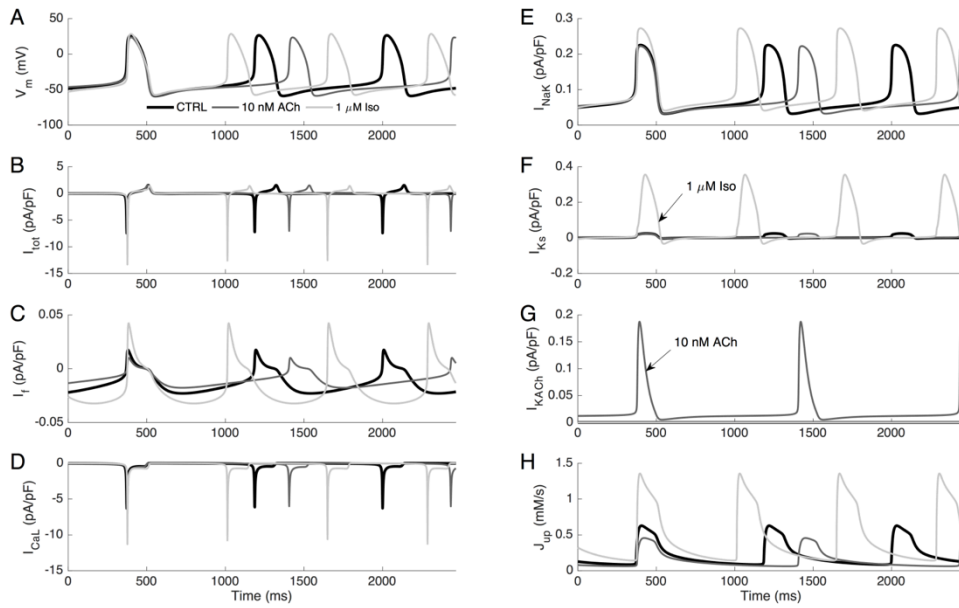 A
V_m (mV)
50
0
-50
-100
CTRL
10 nM ACh
1 μM Iso
0 500 1000 1500 2000
B
I_tot (pA/pF)
5
0
-5
-10
-15
0 500 1000 1500 2000
C
I_f (pA/pF)
0.05
0
-0.05
0 500 1000 1500 2000
D
I_CaL (pA/pF)
0
-5
-10
-15
0 500 1000 1500 2000
Time (ms)
E
I_NaK (pA/pF)
0.3
0.2
0.1
0
0 500 1000 1500 2000
F
I_Ks (pA/pF)
0.4
0.2
0
-0.2
1 μM Iso
0 500 1000 1500 2000
G
I_KACh (pA/pF)
0.2
0.15
0.1
0.05
0
10 nM ACh
0 500 1000 1500 2000
H
J_up (mM/s)
1.5
1
0.5
0
0 500 1000 1500 2000
Time (ms)